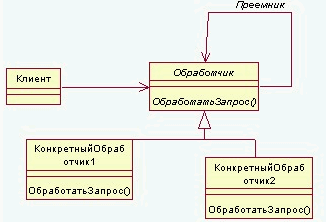 Преемник
Клиент
Обработчик
ОбработатьЗапрос()
КонкретныйОбраб
отчик1
ОбработатьЗапрос()
КонкретныйОбраб
отчик2
ОбработатьЗапрос()